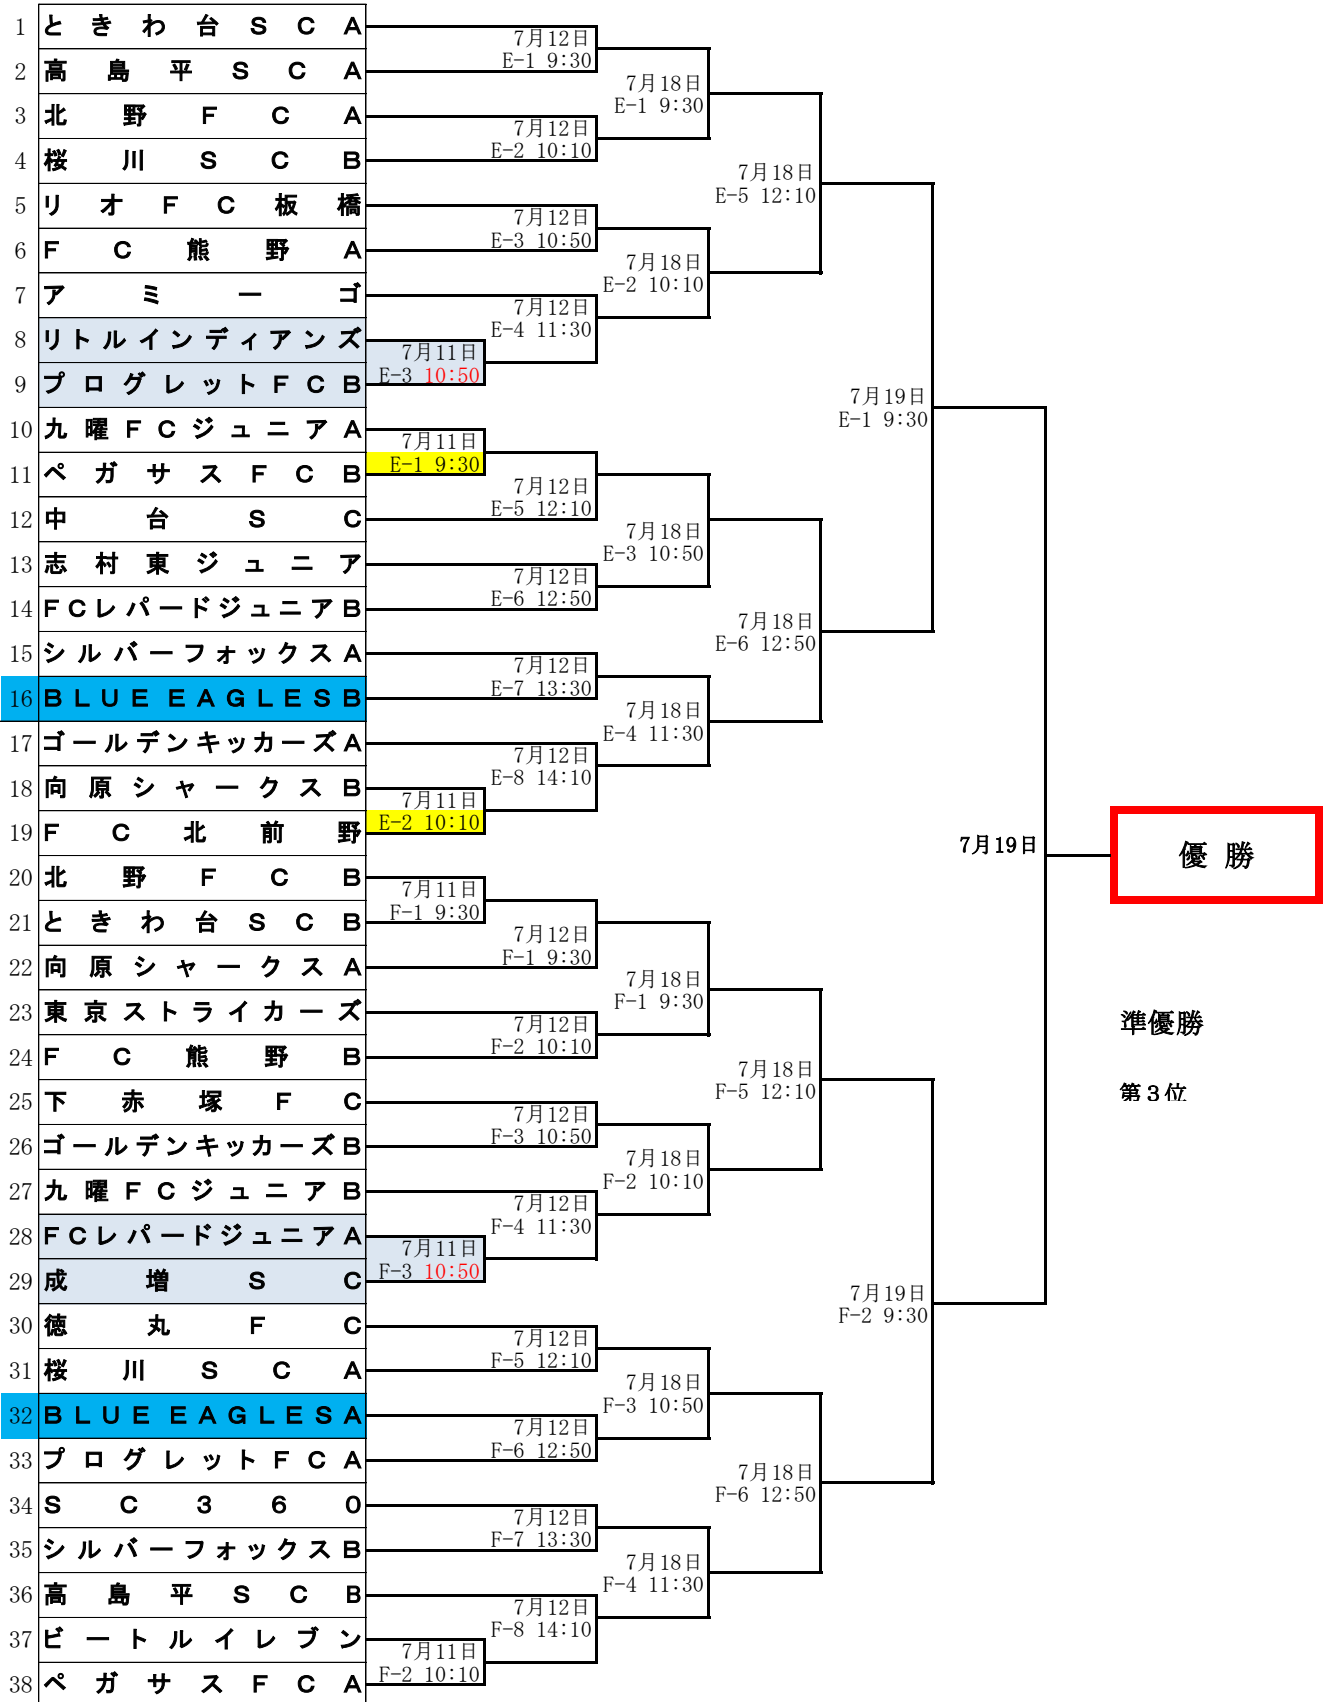 1 ときわ台ＳＣＡ
2 高島平ＳＣＡ
3 北野ＦＣＡ
4 桜川ＳＣＢ
5 リオＦＣ板橋
6 ＦＣ熊野Ａ
7 アミーゴ
8 リトルインディアンズ
9 プログレットＦＣＢ
10 九曜ＦＣジュニアＡ
11 ペガサスＦＣＢ
12 中台ＳＣ
13 志村東ジュニア
14 ＦＣレパードジュニアＢ
15 シルバーフォックスＡ
16 ＢＬＵＥ ＥＡＧＬＥＳＢ
17 ゴールデンキッカーズＡ
18 向原シャークスＢ
19 ＦＣ北前野
20 北野ＦＣＢ
21 ときわ台ＳＣＢ
22 向原シャークスＡ
23 東京ストライカーズ
24 ＦＣ熊野Ｂ
25 下赤塚ＦＣ
26 ゴールデンキッカーズＢ
27 九曜ＦＣジュニアＢ
28 ＦＣレパードジュニアＡ
29 成増ＳＣ
30 徳丸ＦＣ
31 桜川ＳＣＡ
32 ＢＬＵＥ ＥＡＧＬＥＳＡ
33 プログレットＦＣＡ
34 ＳＣ３６０
35 シルバーフォックスＢ
36 高島平ＳＣＢ
37 ビートルイレブン
38 ペガサスＦＣＡ
7月11日
E-3 10:50
7月11日
E-1 9:30
7月11日
E-2 10:10
7月11日
F-1 9:30
7月11日
F-3 10:50
7月11日
F-2 10:10
7月12日
E-1 9:30
7月12日
E-2 10:10
7月12日
E-3 10:50
7月12日
E-4 11:30
7月12日
E-5 12:10
7月12日
E-6 12:50
7月12日
E-7 13:30
7月12日
E-8 14:10
7月12日
F-1 9:30
7月12日
F-2 10:10
7月12日
F-3 10:50
7月12日
F-4 11:30
7月12日
F-5 12:10
7月12日
F-6 12:50
7月12日
F-7 13:30
7月12日
F-8 14:10
7月18日
E-1 9:30
7月18日
E-2 10:10
7月18日
E-3 10:50
7月18日
E-4 11:30
7月18日
F-1 9:30
7月18日
F-2 10:10
7月18日
F-3 10:50
7月18日
F-4 11:30
7月18日
E-5 12:10
7月18日
E-6 12:50
7月18日
F-5 12:10
7月18日
F-6 12:50
7月19日
E-1 9:30
7月19日
F-2 9:30
7月19日
優勝
準優勝
第３位